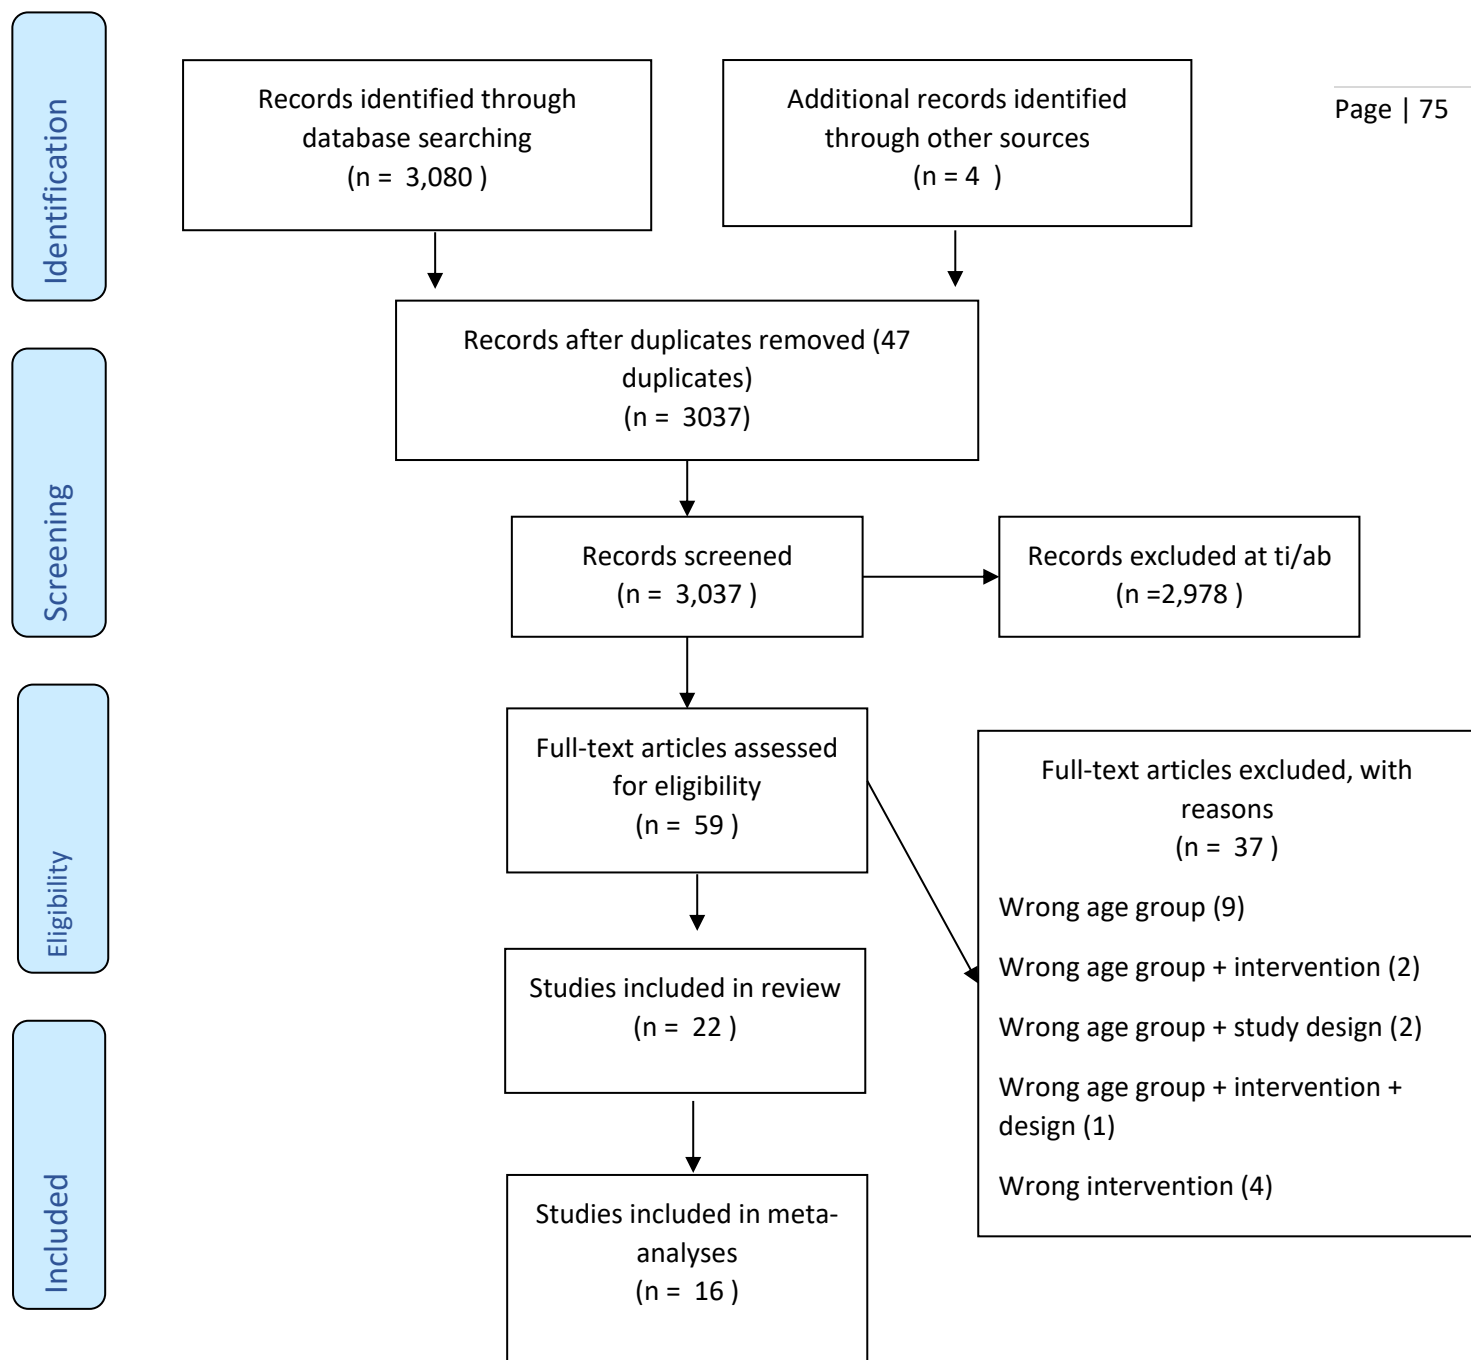 Page | 75
Identification
Records identified through
database searching
(n = 3,080 )
Additional records identified
through other sources
(n = 4 )
Records after duplicates removed (47
duplicates)
(n = 3037)
Screening
Records screened
(n = 3,037 )
Records excluded at ti/ab
(n =2,978 )
Eligibility
Full-text articles assessed
for eligibility
(n = 59 )
Full-text articles excluded, with
reasons
(n = 37 )
Wrong age group (9)
Wrong age group + intervention (2)
Wrong age group + study design (2)
Wrong age group + intervention +
design (1)
Wrong intervention (4)
Studies included in review
(n = 22 )
Included
Studies included in meta-
analyses
(n = 16 )